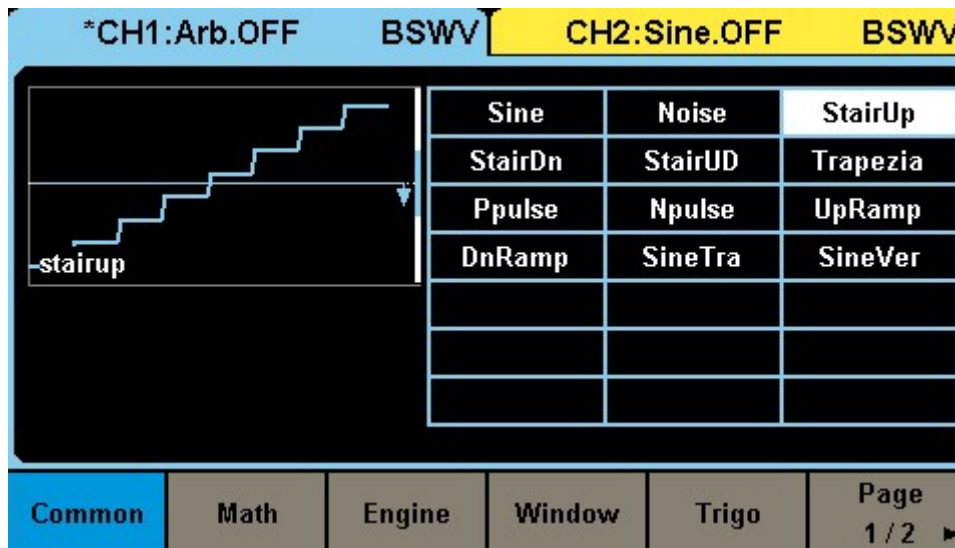 *CH1:Arb.OFF BSWV CH2:Sine.OFF BSWV
Sine Noise StairUp
StairDn StairUD Trapezia
Ppulse Npulse UpRamp
stairup
DnRamp SineTra SineVer
Common Math Engine Window Trigo Page
1/2